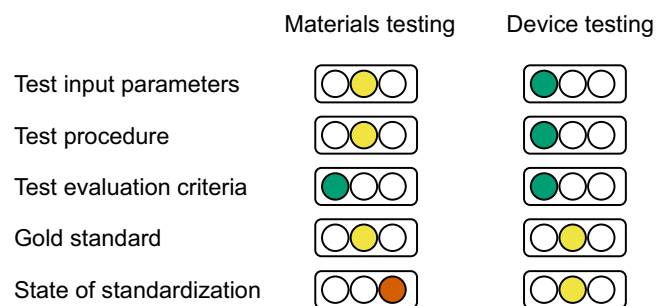 Materials testing Device testing
Test input parameters
Test procedure
Test evaluation criteria
Gold standard
State of standardization